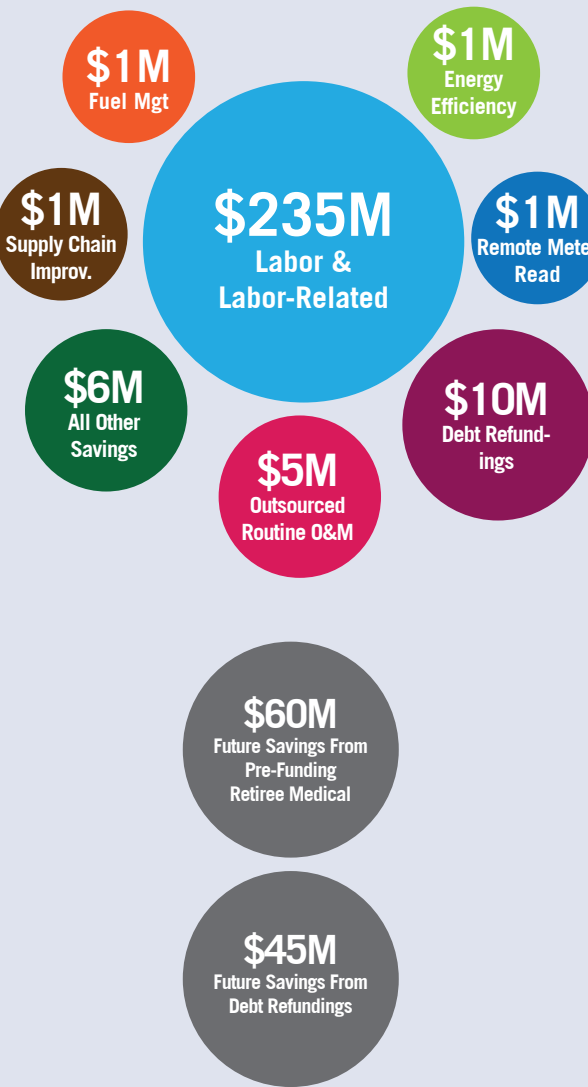 $1M
Fuel Mgt
$1M
Energy
Efficiency
$235M
Labor &
Labor-Related
$1M
Supply Chain
Improv.
$1M
Remote Mete
Read
$6M
All Other
Savings
$10M
Debt Refund-
ings
$5M
Outsourced
Routine O&M
$60M
Future Savings From
Pre-Funding
Retiree Medical
$45M
Future Savings From
Debt Refundings